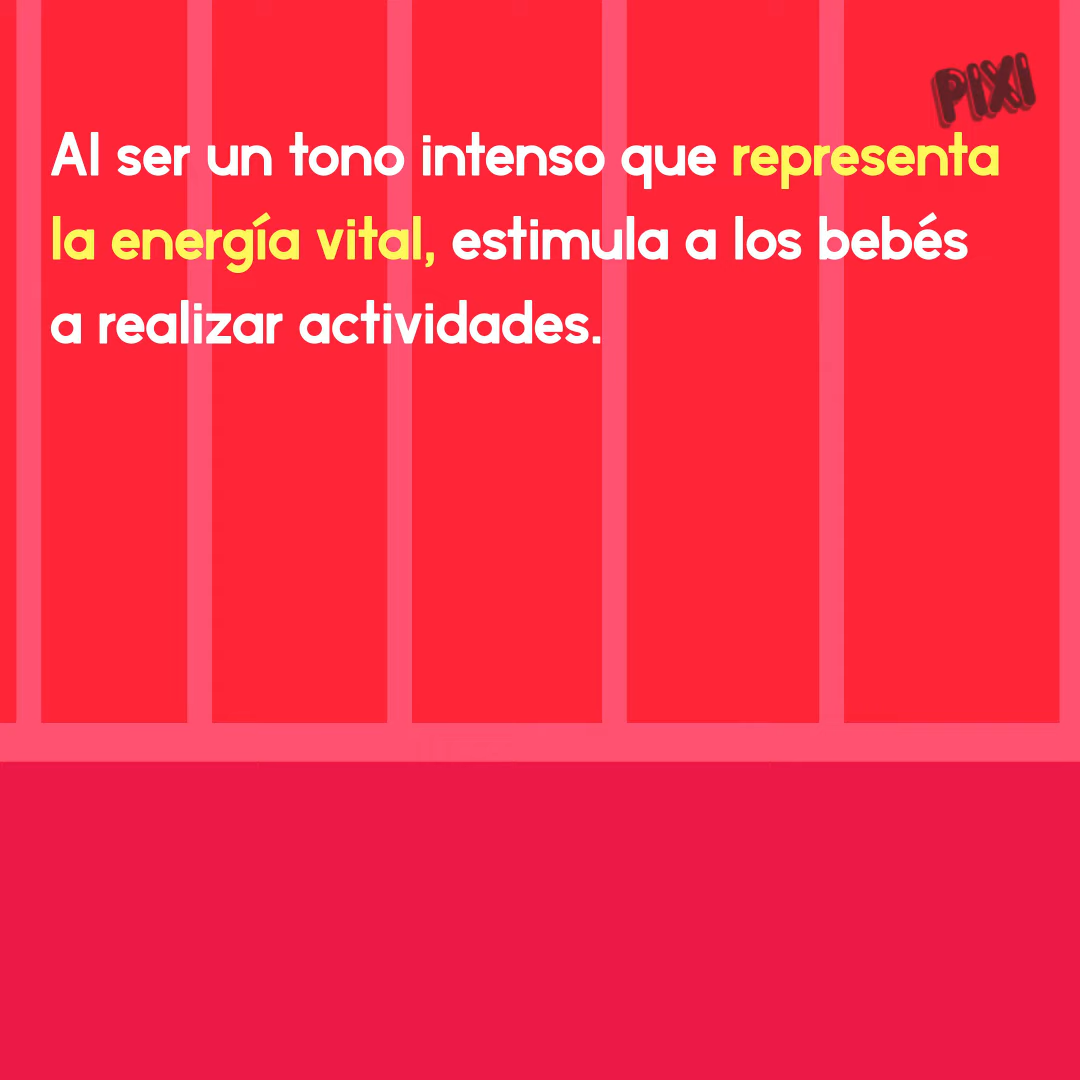 PIXI
Al ser un tono intenso que representa
la energía vital, estimula a los bebés
a realizar actividades.